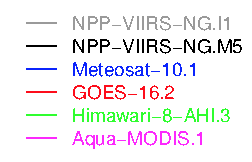 NPP-VIIRS-NG.I1
NPP-VIIRS-NG.M5
Meteosat-10.1
GOES-16.2
Himawari-8-AHI.3
Aqua-MODIS.1